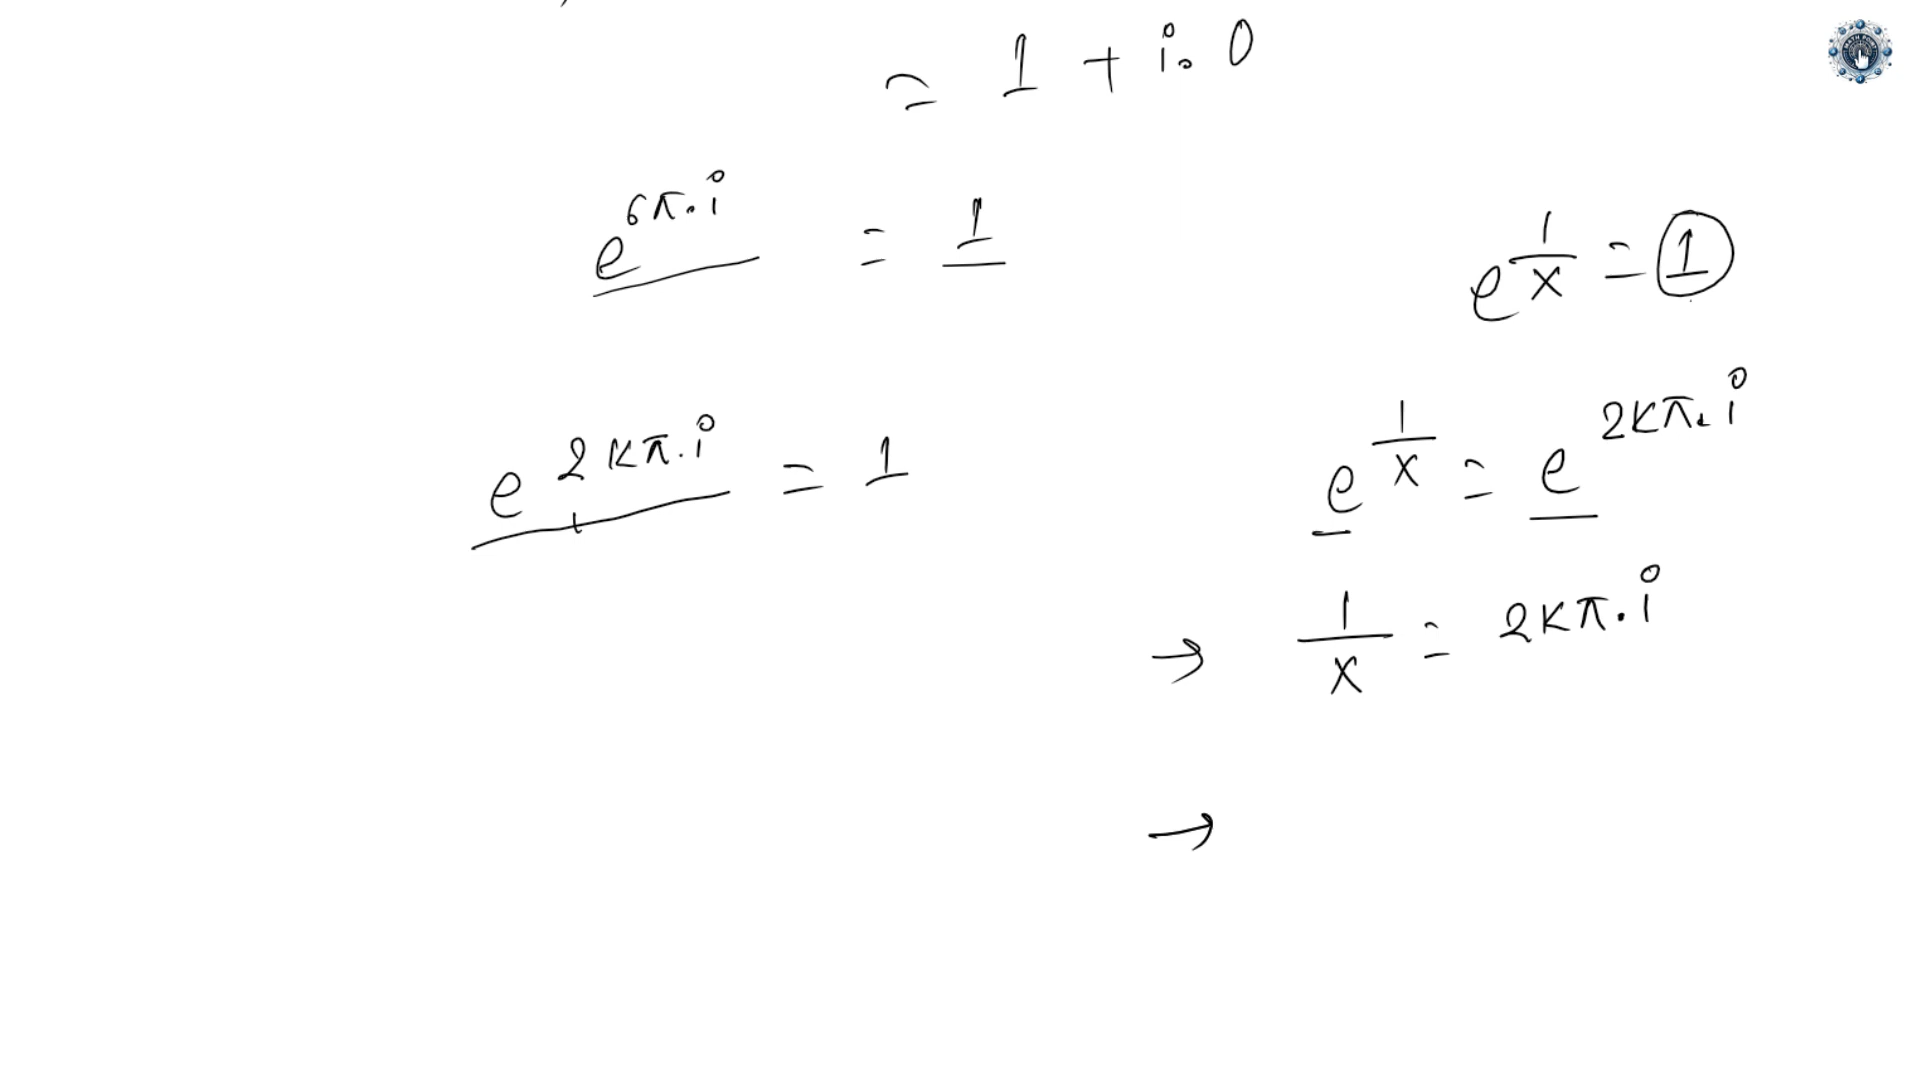 = 1 + i. 0
e^{6π.i} = 1
e^{1/x} = 1
e^{2kπ.i} = 1
e^{1/x} = e^{2kπ.i}
→ 1/x = 2kπ.i
→